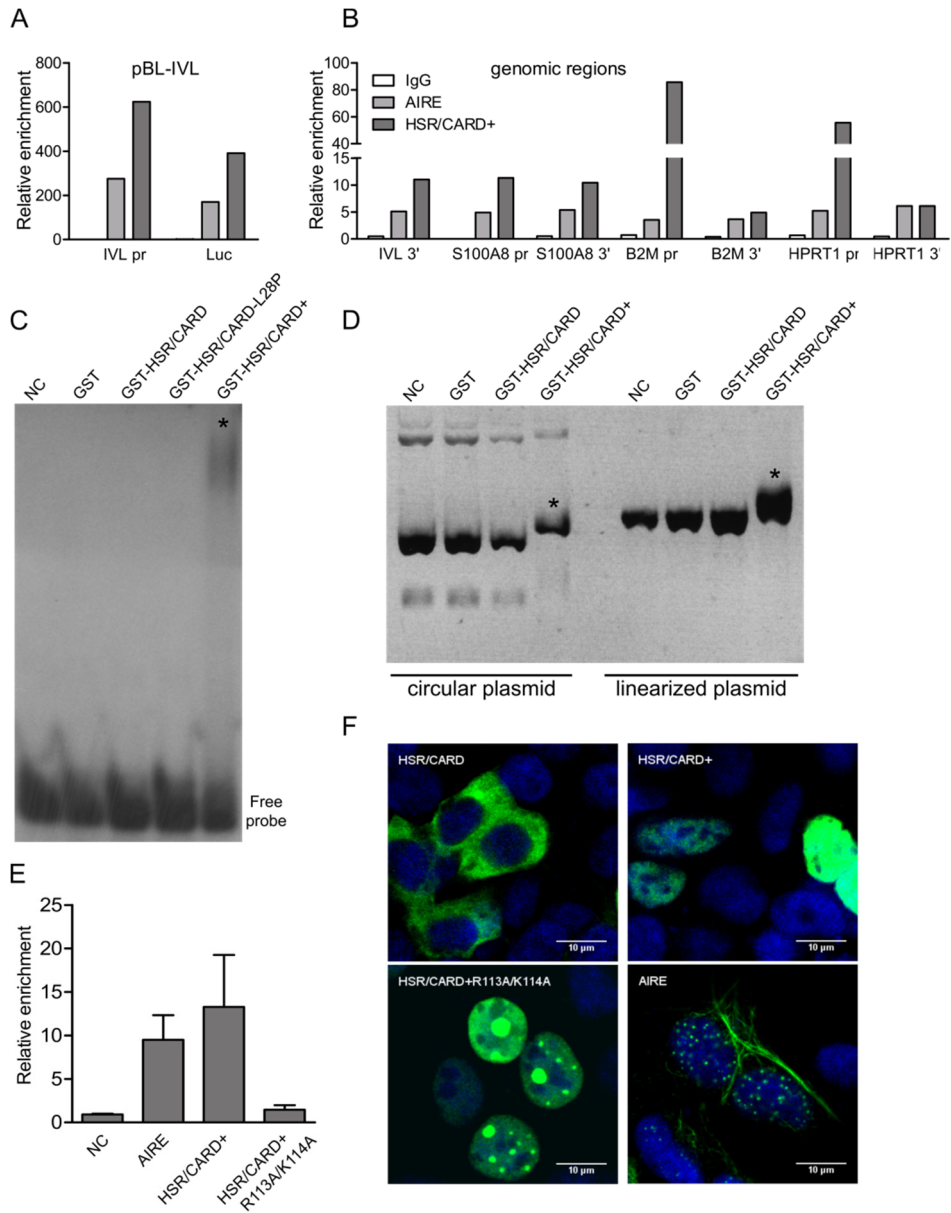 A
pBL-IVL
Relative enrichment
800
600
400
200
0
IVL pr Luc
B
genomic regions
Relative enrichment
100
80
60
40
15
10
5
0
IgG
AIRE
HSR/CARD+
IVL 3' S100A8 pr S100A8 3' B2M pr B2M 3' HPRT1 pr HPRT1 3'
C
NC
GST
GST-HSR/CARD
GST-HSR/CARD-L28P
GST-HSR/CARD+
*
Free
probe
D
NC
GST
GST-HSR/CARD
GST-HSR/CARD+
NC
GST
GST-HSR/CARD
GST-HSR/CARD+
*
*
circular plasmid
linearized plasmid
E
Relative enrichment
25
20
15
10
5
0
NC
AIRE
HSR/CARD+
HSR/CARD+
R113A/K114A
F
HSR/CARD
10 µm
HSR/CARD+
10 µm
HSR/CARD+R113A/K114A
10 µm
AIRE
10 µm